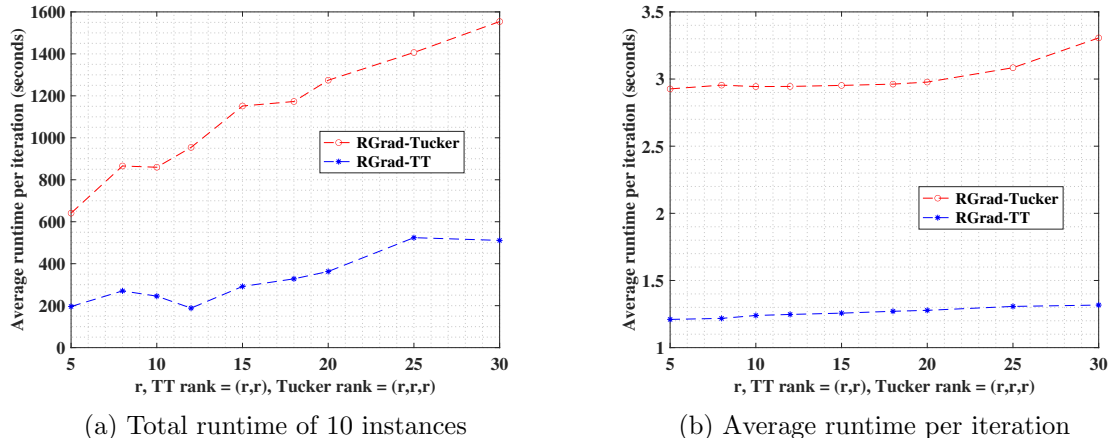 Average runtime per iteration (seconds)
1600
1400
1200
1000
800
600
400
200
0
RGrad-Tucker
RGrad-TT
5 10 15 20 25 30
r, TT rank = (r,r), Tucker rank = (r,r,r)
(a) Total runtime of 10 instances
Average runtime per iteration (seconds)
3.5
3
2.5
2
1.5
1
RGrad-Tucker
RGrad-TT
5 10 15 20 25 30
r, TT rank = (r,r), Tucker rank = (r,r,r)
(b) Average runtime per iteration